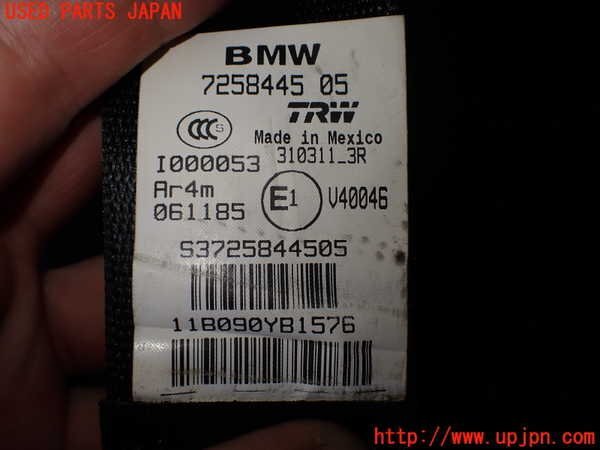 USED PARTS JAPAN
BMW
7258445 05
TRW
CCC S
Made in Mexico
I000053 310311_3R
Ar4m
061185 E1 V40046
S3725844505
11B090YB1576
http://www.upjpn.com/